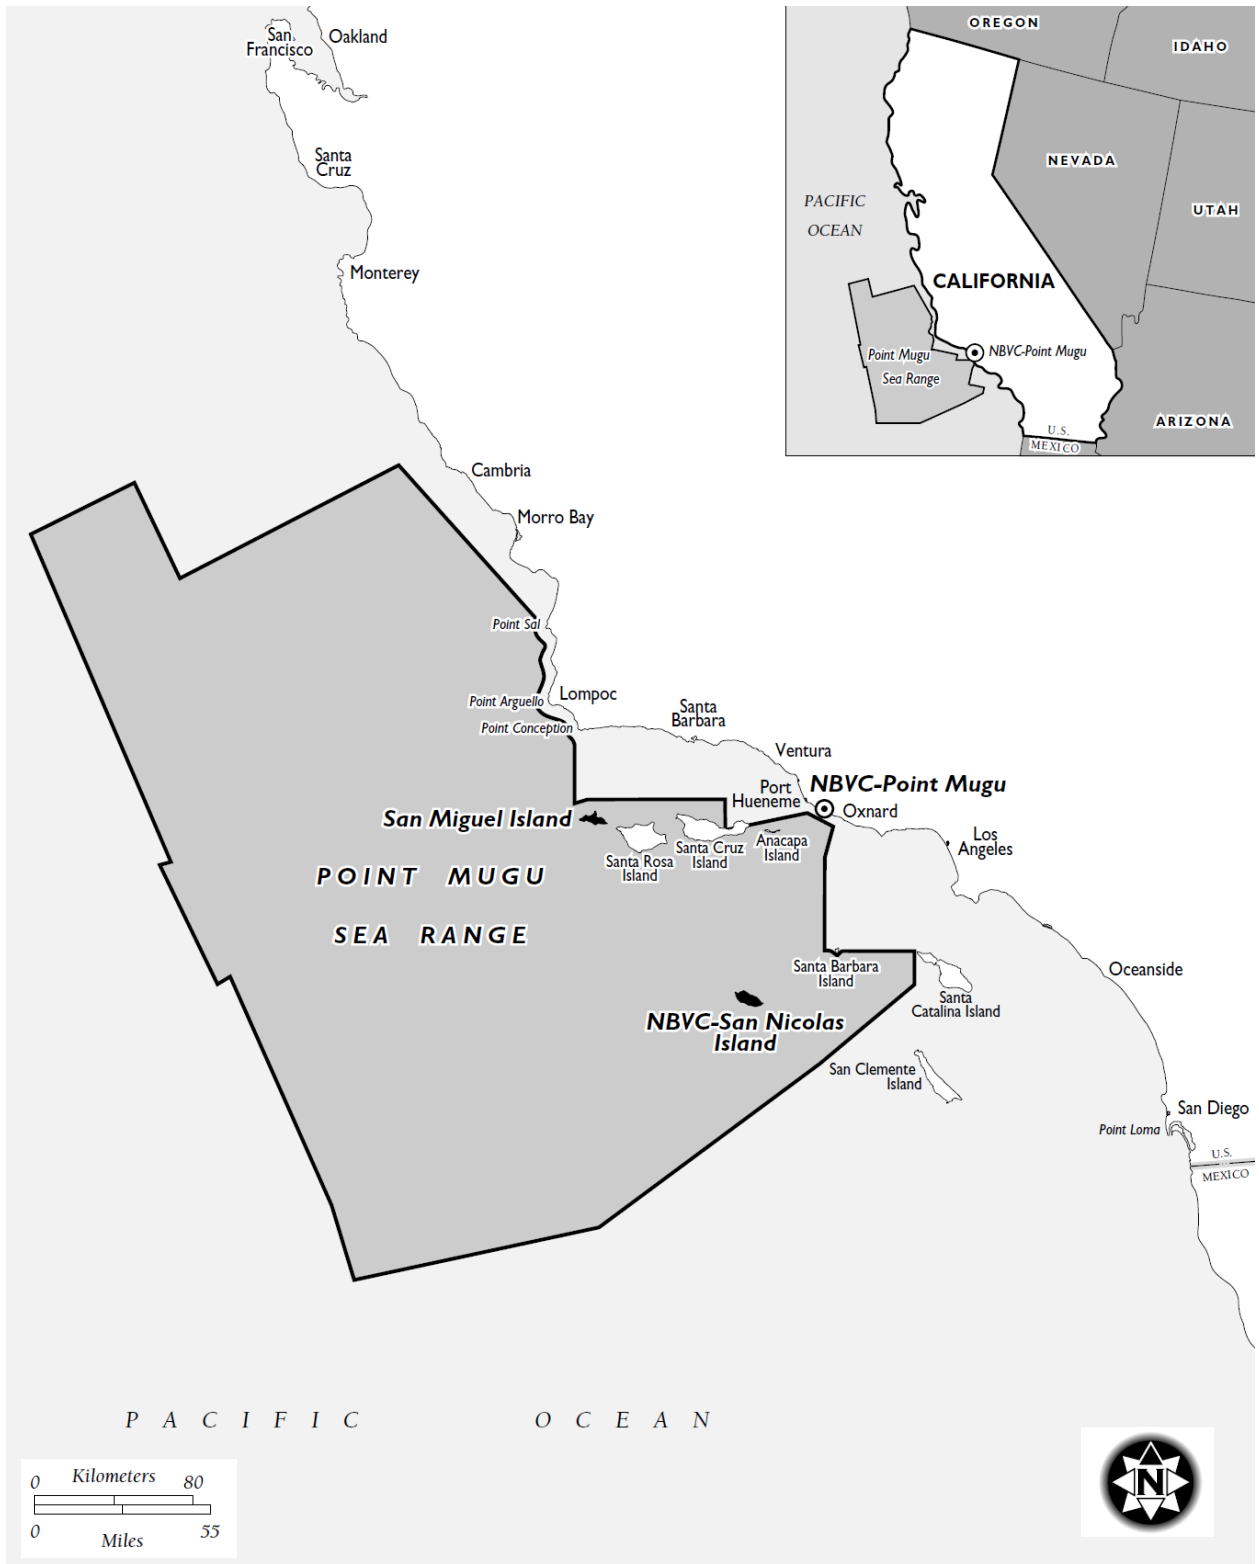 San
Francisco
Oakland
Santa
Cruz
Monterey
Cambria
Morro Bay
Point Sal
Point Arguello
Lompoc
Point Conception
Santa
Barbara
Ventura
Port
Hueneme
NBVC-Point Mugu
Oxnard
Los
Angeles
San Miguel Island
Santa Rosa
Island
Santa Cruz
Island
Anacapa
Island
POINT MUGU
SEA RANGE
Santa Barbara
Island
NBVC-San Nicolas
Island
Santa
Catalina Island
Oceanside
San Clemente
Island
San Diego
Point Loma
U.S.
MEXICO
PACIFIC OCEAN
0 Kilometers 80
0 Miles 55
N
OREGON
IDAHO
NEVADA
UTAH
PACIFIC
OCEAN
CALIFORNIA
Point Mugu
Sea Range
NBVC-Point Mugu
ARIZONA
U.S.
MEXICO